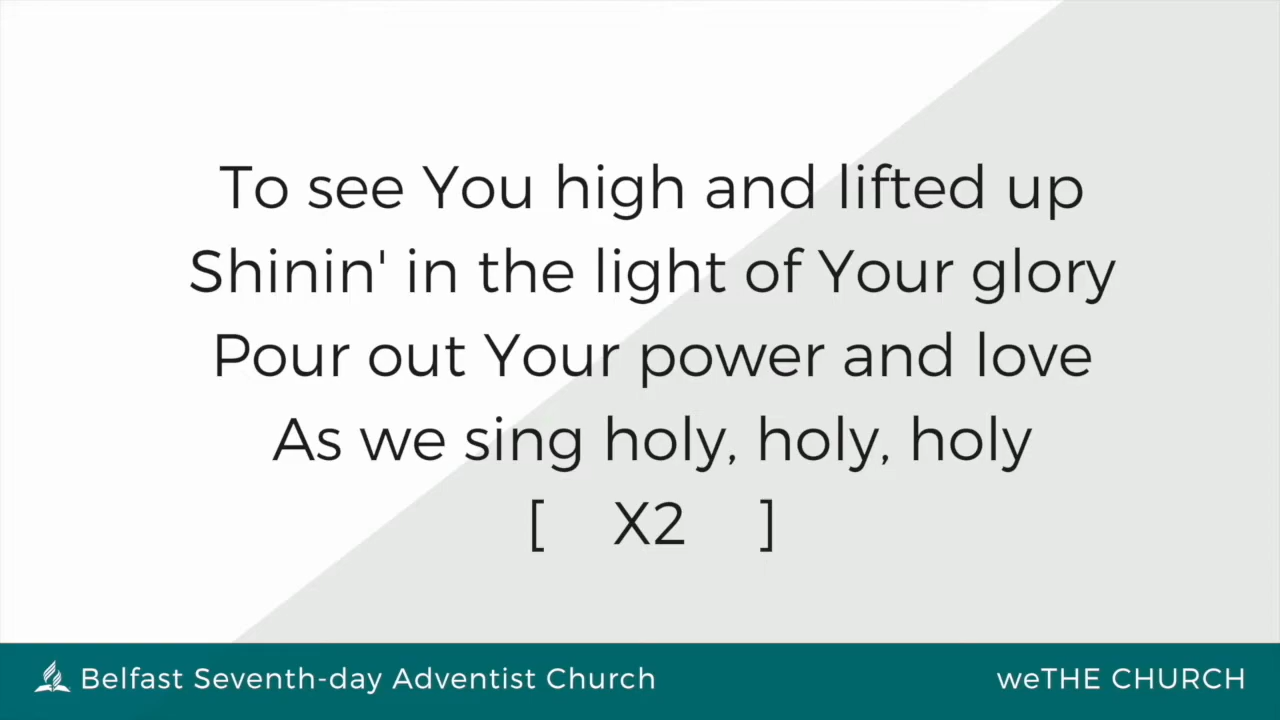 To see You high and lifted up
Shinin' in the light of Your glory
Pour out Your power and love
As we sing holy, holy, holy
[ X2 ]
Belfast Seventh-day Adventist Church
weTHE CHURCH